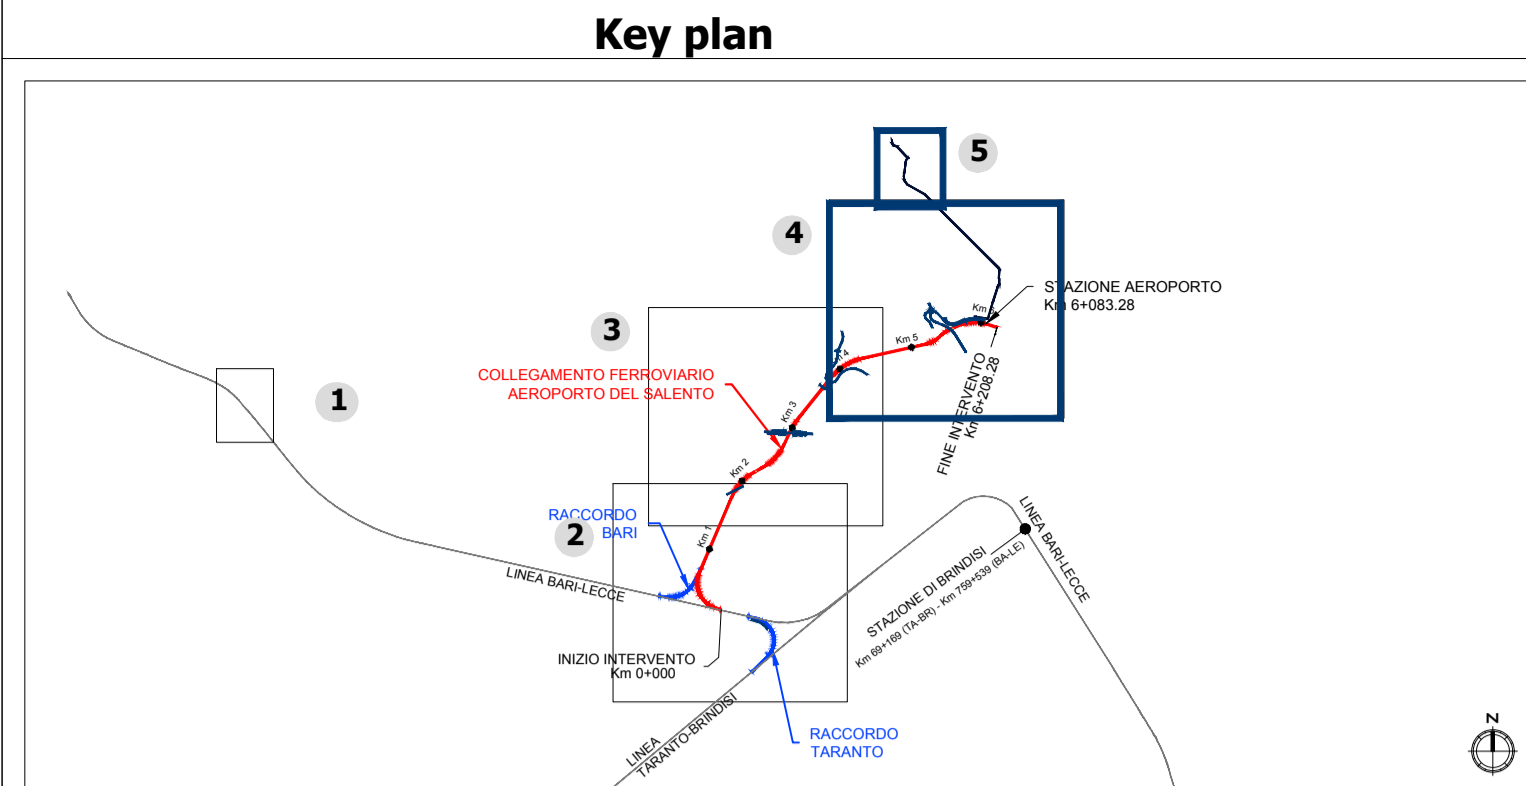 Key plan
5
4
STAZIONE AEROPORTO
Km 6+083.28
Km
3
Km 5
4
COLLEGAMENTO FERROVIARIO
AEROPORTO DEL SALENTO
1
Km 3
FINE INTERVENTO
Km 6+208.28
Km 2
RACCORDO
BARI
2
Km 1
LINEA BARI-LECCE
LINEA BARI-LECCE
STAZIONE DI BRINDISI
Km 69+169 (TA-BR) - Km 759+539 (BA-LE)
INIZIO INTERVENTO
Km 0+000
LINEA
TARANTO-BRINDISI
RACCORDO
TARANTO
N